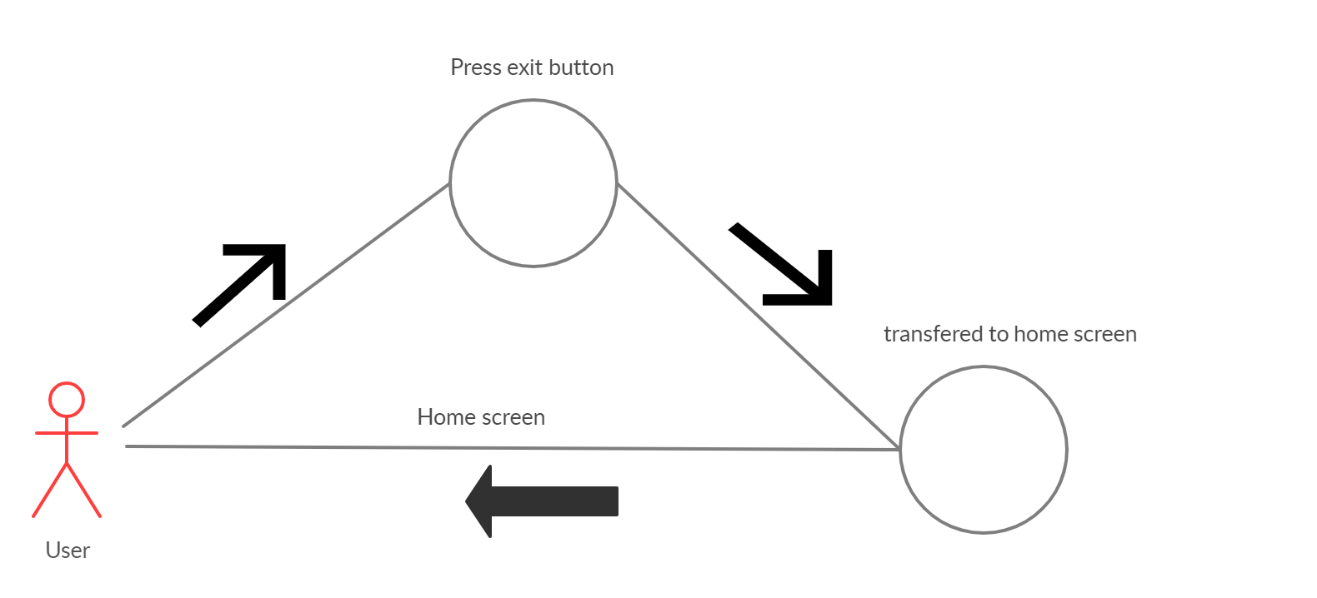 Press exit button
transfered to home screen
Home screen
User